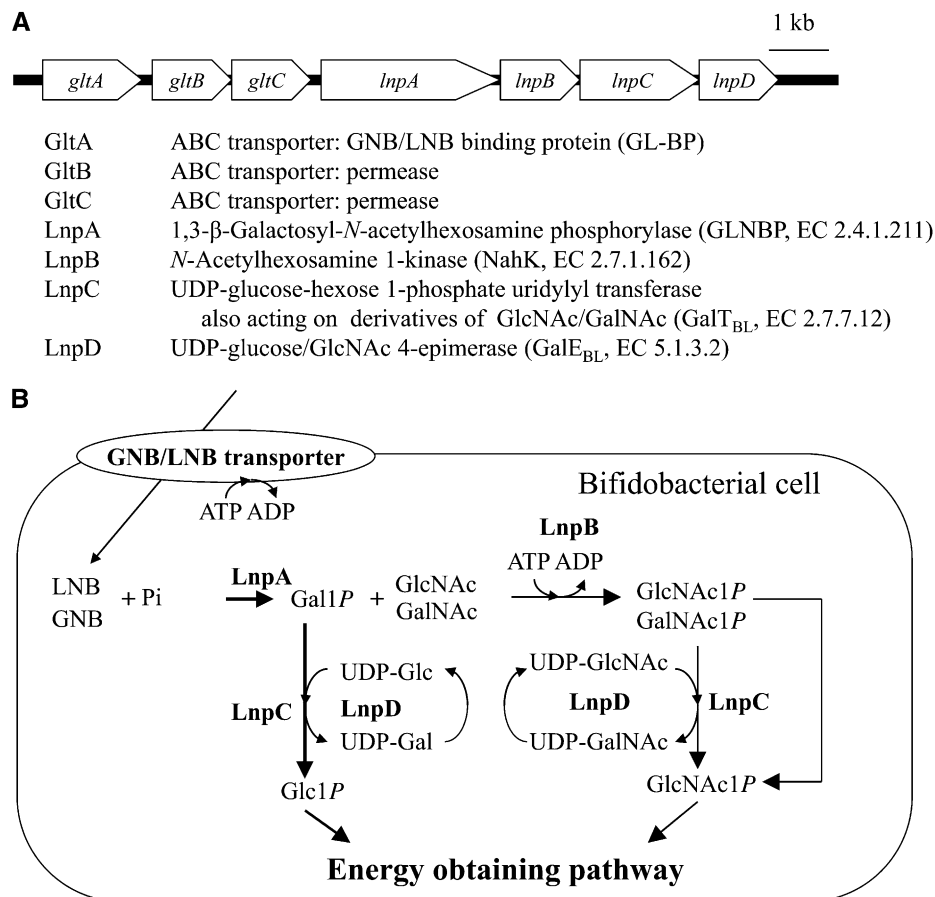 A
1 kb
gltA gltB gltC lnpA lnpB lnpC lnpD
GltA ABC transporter: GNB/LNB binding protein (GL-BP)
GltB ABC transporter: permease
GltC ABC transporter: permease
LnpA 1,3-β-Galactosyl-N-acetylhexosamine phosphorylase (GLNBP, EC 2.4.1.211)
LnpB N-Acetylhexosamine 1-kinase (NahK, EC 2.7.1.162)
LnpC UDP-glucose-hexose 1-phosphate uridylyl transferase
also acting on derivatives of GlcNAc/GalNAc (GalTBL, EC 2.7.7.12)
LnpD UDP-glucose/GlcNAc 4-epimerase (GalEBL, EC 5.1.3.2)
B
GNB/LNB transporter
Bifidobacterial cell
ATP ADP
LnpB
ATP ADP
LNB
GNB
+ Pi
LnpA
Gal1P
+
GlcNAc
GalNAc
GlcNAc1P
GalNAc1P
UDP-Glc
LnpC
LnpD
UDP-Gal
UDP-GlcNAc
LnpD
LnpC
UDP-GalNAc
Glc1P
GlcNAc1P
Energy obtaining pathway